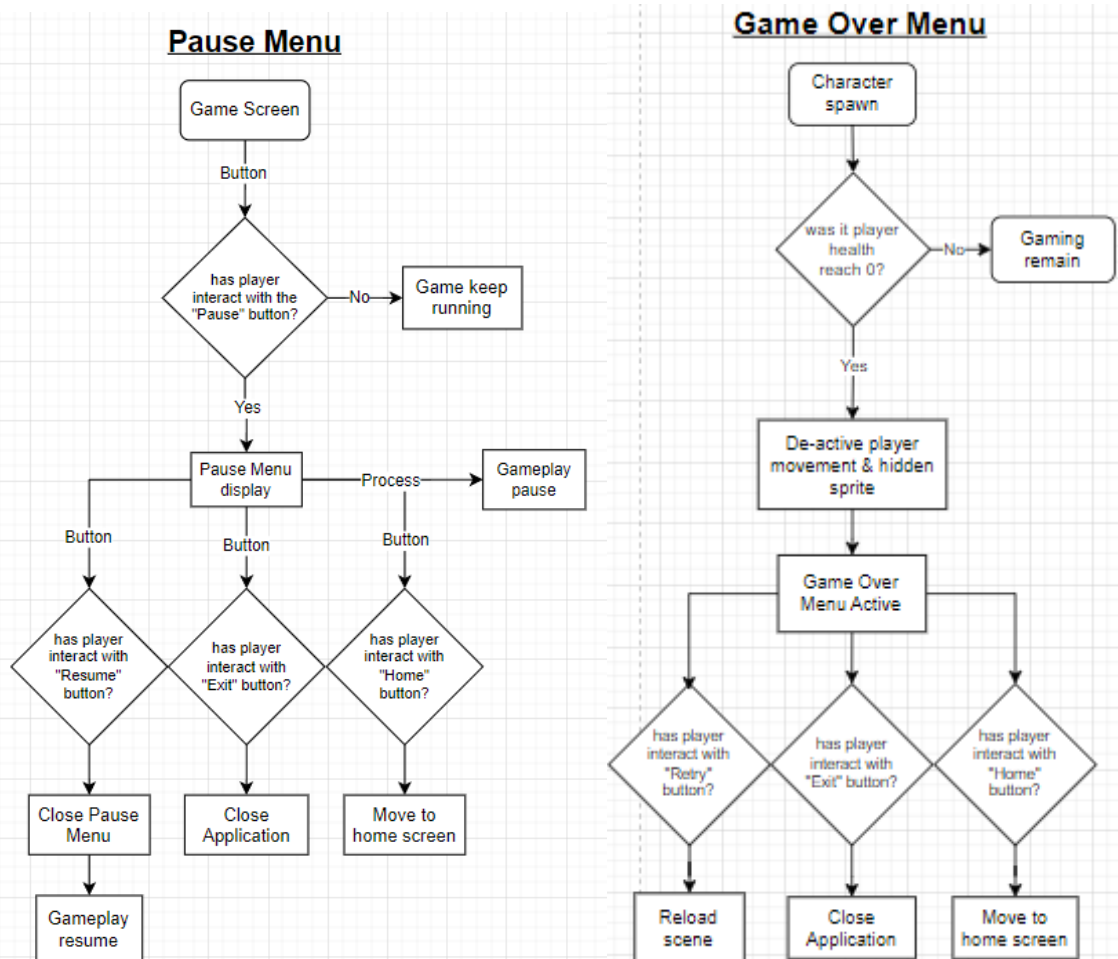 Pause Menu
Game Screen
Button
has player
interact with the
"Pause" button?
No
Game keep
running
Yes
Pause Menu
display
Process
Gameplay
pause
Button
Button
Button
has player
interact with
"Resume"
button?
has player
interact with
"Exit" button?
has player
interact with
"Home"
button?
Close Pause
Menu
Close
Application
Move to
home screen
Gameplay
resume
Game Over Menu
Character
spawn
was it player
health
reach 0?
No
Gaming
remain
Yes
De-active player
movement & hidden
sprite
Game Over
Menu Active
has player
interact with
"Retry"
button?
has player
interact with
"Exit" button?
has player
interact with
"Home"
button?
Reload
scene
Close
Application
Move to
home screen